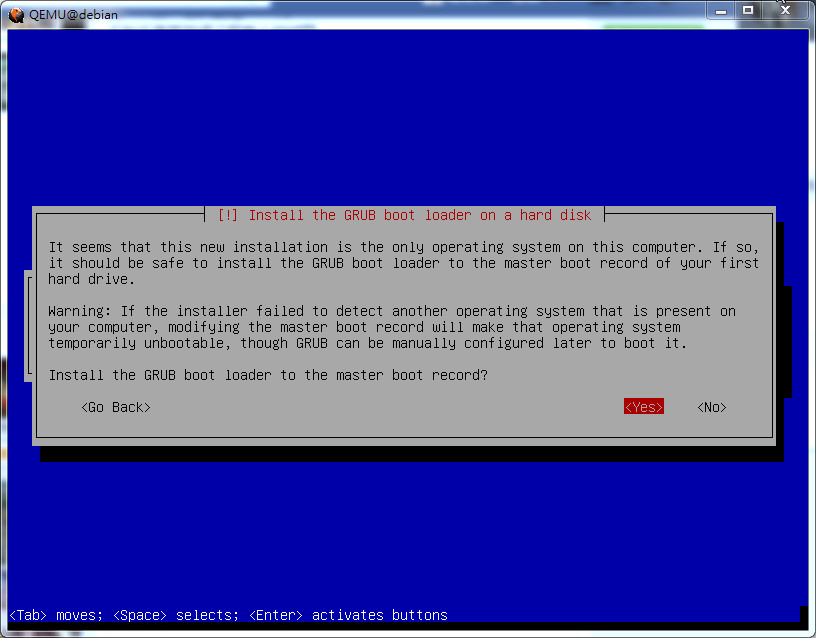 QEMU@debian
[!] Install the GRUB boot loader on a hard disk
It seems that this new installation is the only operating system on this computer. If so,
it should be safe to install the GRUB boot loader to the master boot record of your first
hard drive.
Warning: If the installer failed to detect another operating system that is present on
your computer, modifying the master boot record will make that operating system
temporarily unbootable, though GRUB can be manually configured later to boot it.
Install the GRUB boot loader to the master boot record?
<Go Back> <Yes> <No>
<Tab> moves; <Space> selects; <Enter> activates buttons